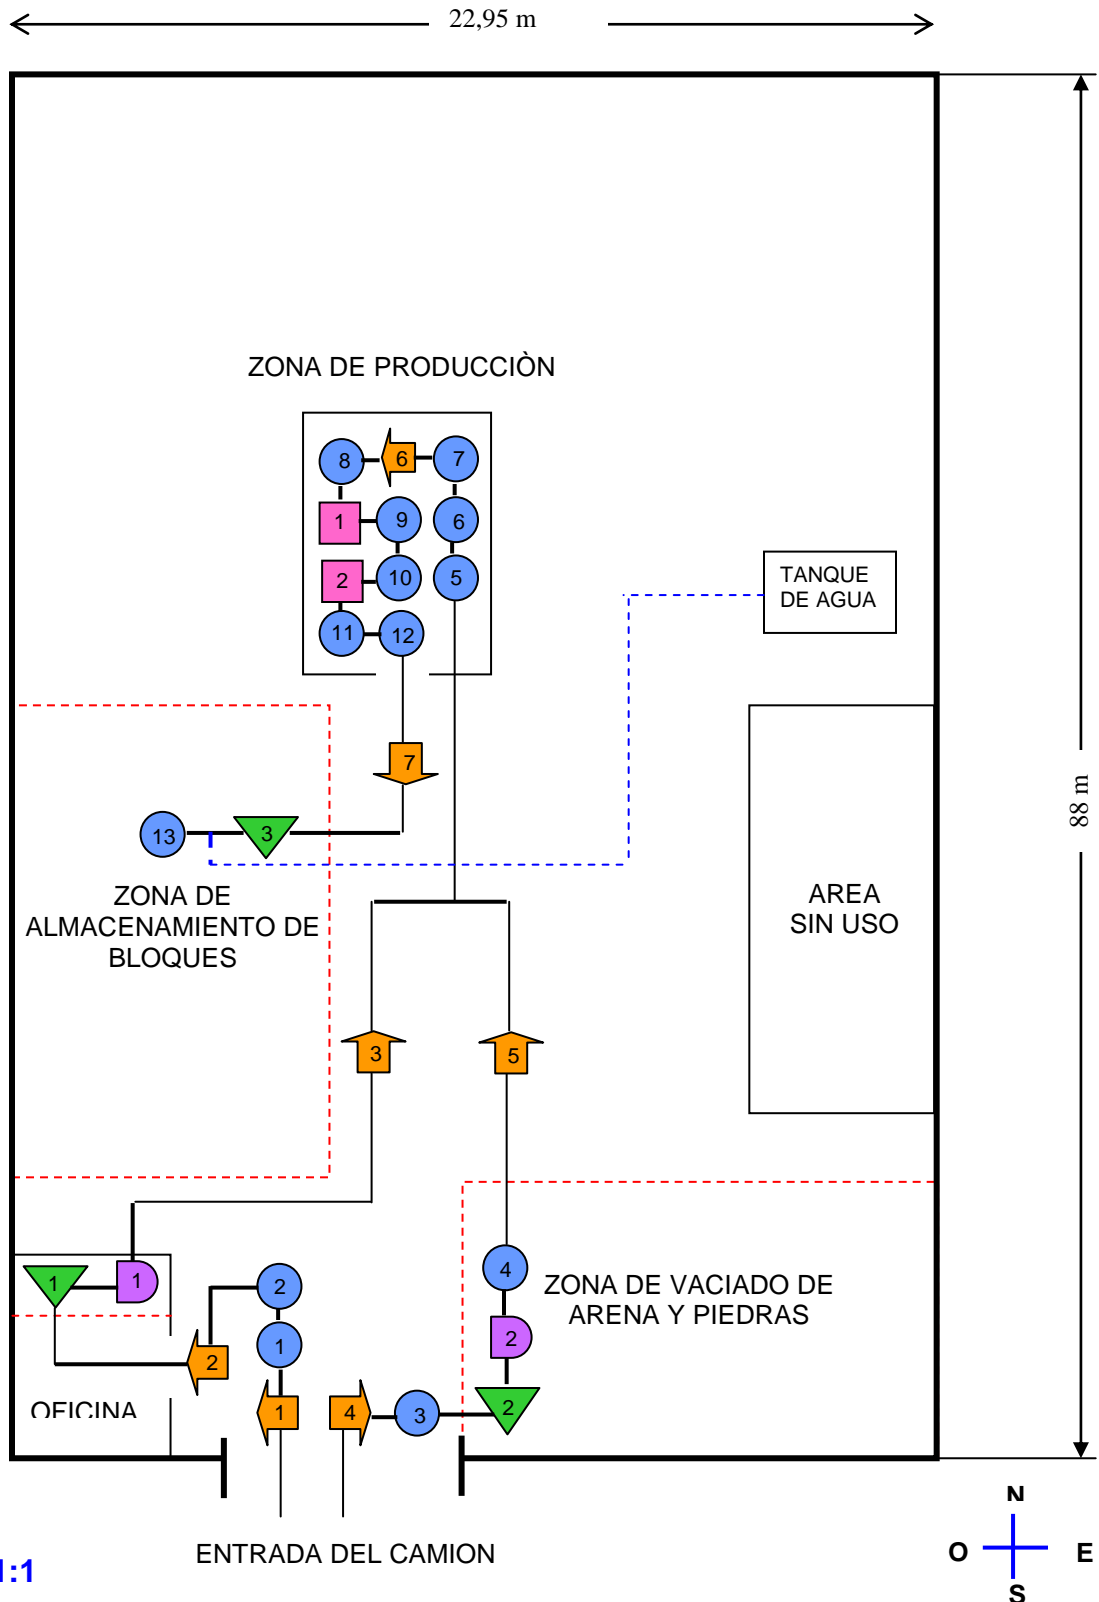 22,95 m
ZONA DE PRODUCCIÒN
8
6
7
1
9
6
2
10
5
11
12
TANQUE
DE AGUA
7
88 m
13
3
ZONA DE
ALMACENAMIENTO DE
BLOQUES
AREA
SIN USO
3
5
1
1
2
4
ZONA DE VACIADO DE
ARENA Y PIEDRAS
1
2
2
OFICINA
1
4
3
2
ENTRADA DEL CAMION
N
O
E
S
:1